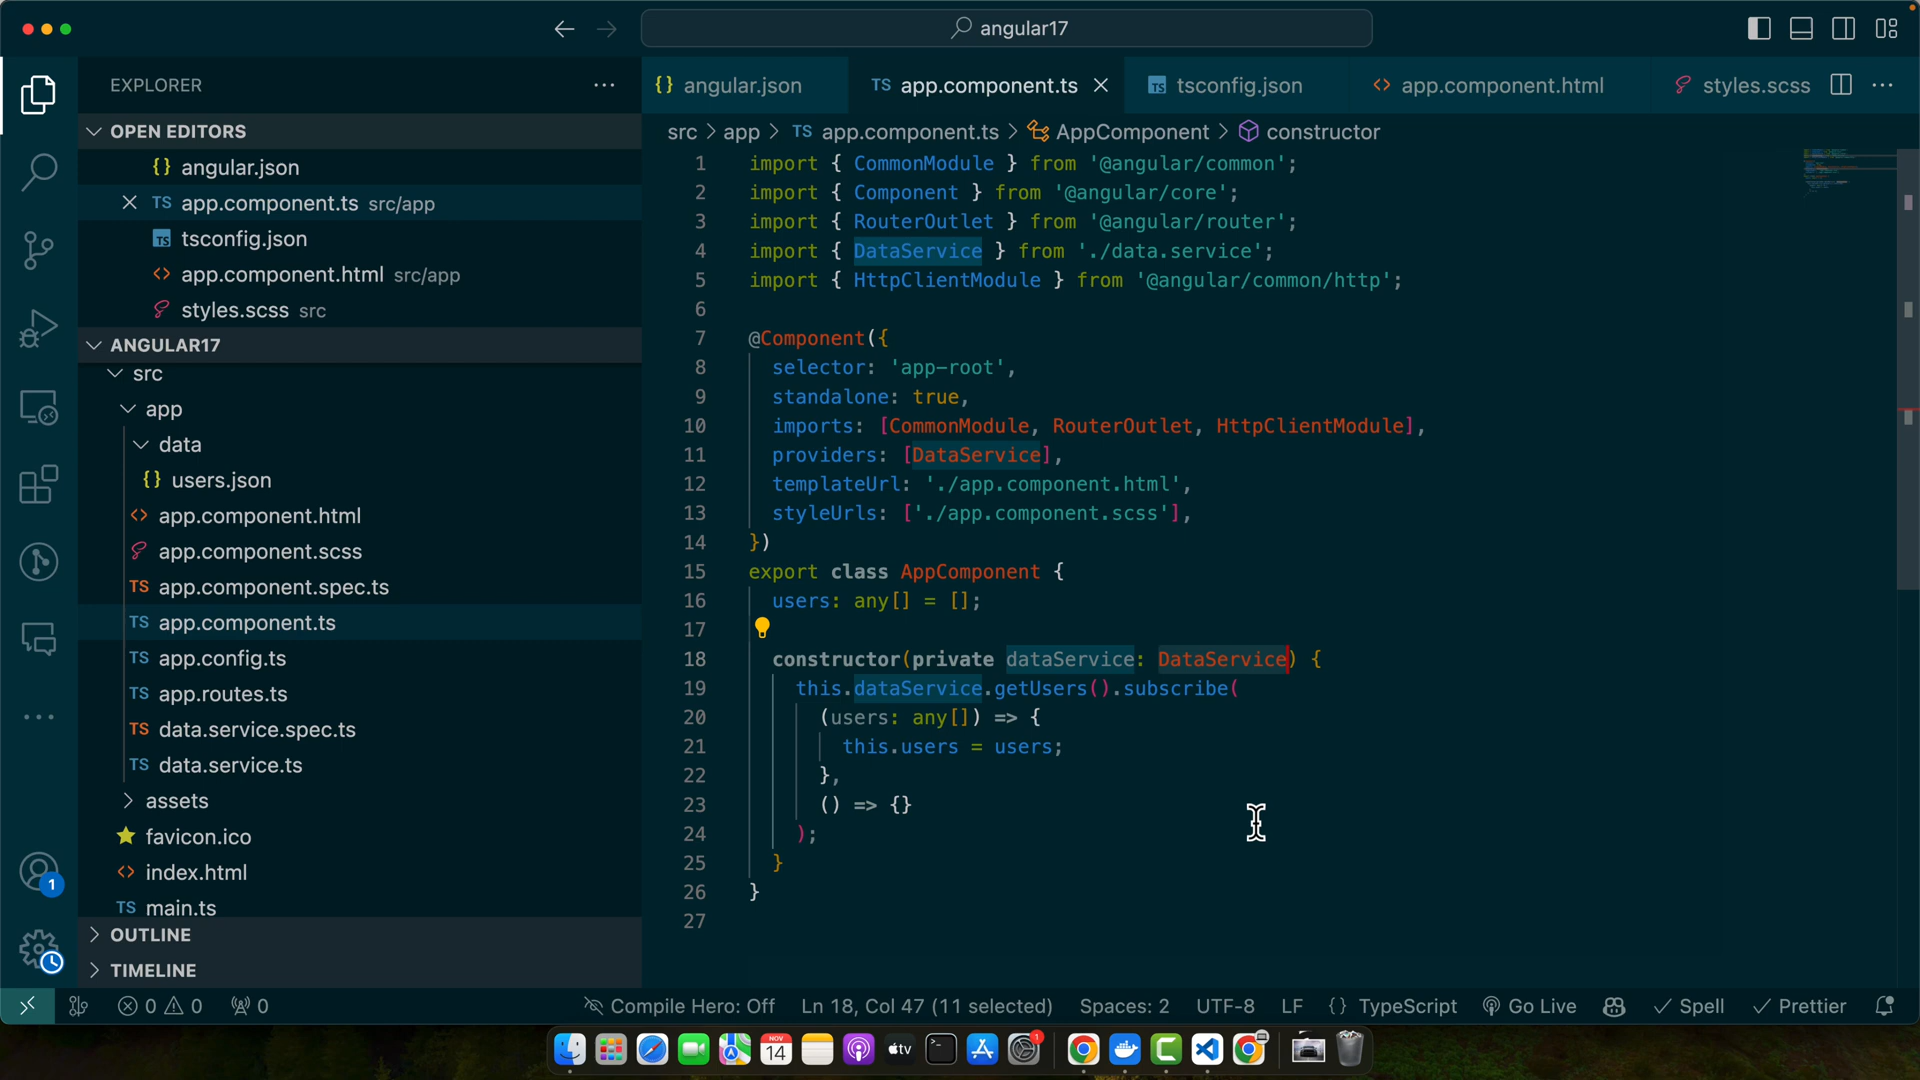 angular17
EXPLORER
OPEN EDITORS
{} angular.json
TS app.component.ts src/app
TS tsconfig.json
<> app.component.html src/app
styles.scss src
ANGULAR17
src
app
data
{} users.json
<> app.component.html
app.component.scss
TS app.component.spec.ts
TS app.component.ts
TS app.config.ts
TS app.routes.ts
TS data.service.spec.ts
TS data.service.ts
assets
favicon.ico
<> index.html
TS main.ts
OUTLINE
TIMELINE
1
{} angular.json
TS app.component.ts
TS tsconfig.json
<> app.component.html
styles.scss
src > app > TS app.component.ts > AppComponent > constructor
1 import { CommonModule } from '@angular/common';
2 import { Component } from '@angular/core';
3 import { RouterOutlet } from '@angular/router';
4 import { DataService } from './data.service';
5 import { HttpClientModule } from '@angular/common/http';
6
7 @Component({
8 selector: 'app-root',
9 standalone: true,
10 imports: [CommonModule, RouterOutlet, HttpClientModule],
11 providers: [DataService],
12 templateUrl: './app.component.html',
13 styleUrls: ['./app.component.scss'],
14 })
15 export class AppComponent {
16 users: any[] = [];
17
18 constructor(private dataService: DataService) {
19 this.dataService.getUsers().subscribe(
20 (users: any[]) => {
21 this.users = users;
22 },
23 () => {}
24 );
25 }
26 }
27
0 0 0 Compile Hero: Off Ln 18, Col 47 (11 selected) Spaces: 2 UTF-8 LF {} TypeScript Go Live Spell Prettier
NOV
14
tv
1